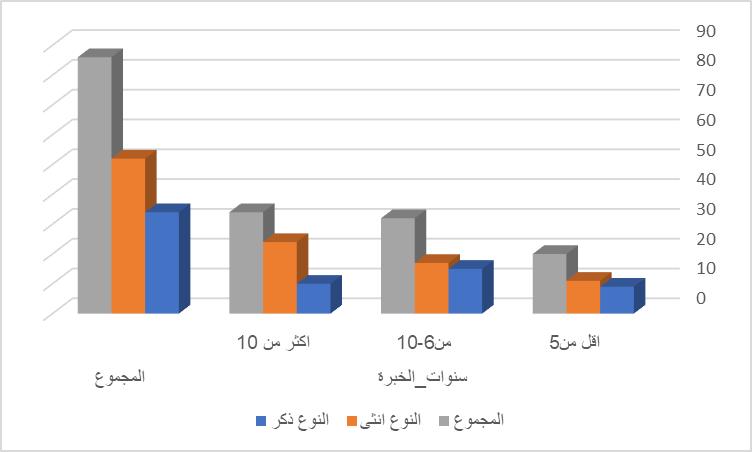 90
80
70
60
50
40
30
20
10
0
اقل من5
من6-10
اكثر من 10
سنوات_الخبرة
المجموع
النوع ذكر
النوع انثى
المجموع